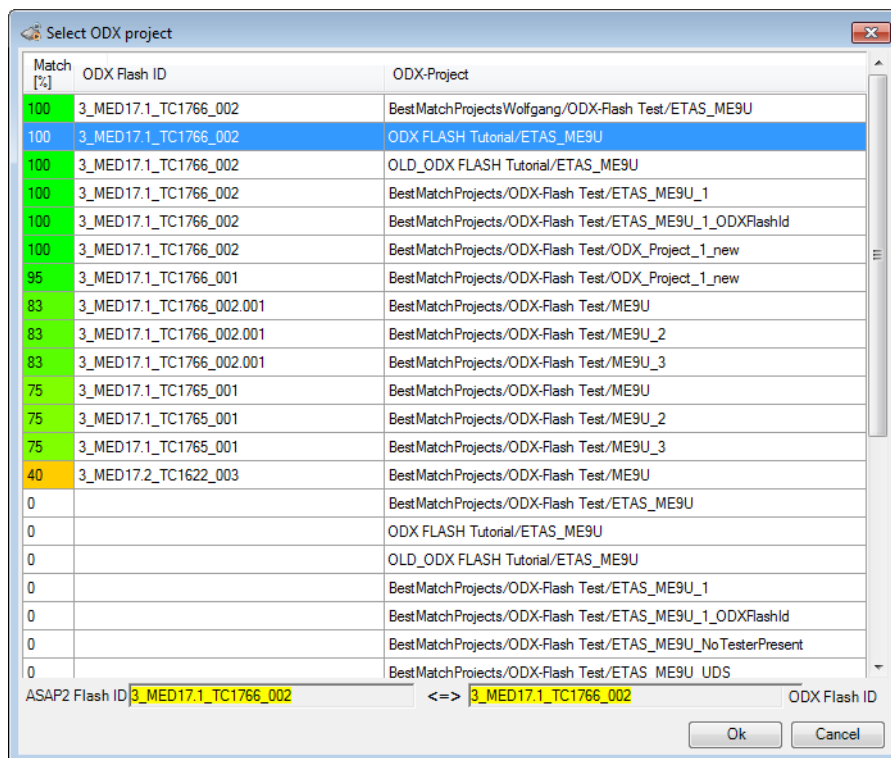 Select ODX project
Match [%] ODX Flash ID ODX-Project
100 3_MED17.1_TC1766_002 BestMatchProjectsWolfgang/ODX-Flash Test/ETAS_ME9U
100 3_MED17.1_TC1766_002 ODX FLASH Tutorial/ETAS_ME9U
100 3_MED17.1_TC1766_002 OLD_ODX FLASH Tutorial/ETAS_ME9U
100 3_MED17.1_TC1766_002 BestMatchProjects/ODX-Flash Test/ETAS_ME9U_1
100 3_MED17.1_TC1766_002 BestMatchProjects/ODX-Flash Test/ETAS_ME9U_1_ODXFlashId
100 3_MED17.1_TC1766_002 BestMatchProjects/ODX-Flash Test/ODX_Project_1_new
95 3_MED17.1_TC1766_001 BestMatchProjects/ODX-Flash Test/ODX_Project_1_new
83 3_MED17.1_TC1766_002.001 BestMatchProjects/ODX-Flash Test/ME9U
83 3_MED17.1_TC1766_002.001 BestMatchProjects/ODX-Flash Test/ME9U_2
83 3_MED17.1_TC1766_002.001 BestMatchProjects/ODX-Flash Test/ME9U_3
75 3_MED17.1_TC1765_001 BestMatchProjects/ODX-Flash Test/ME9U
75 3_MED17.1_TC1765_001 BestMatchProjects/ODX-Flash Test/ME9U_2
75 3_MED17.1_TC1765_001 BestMatchProjects/ODX-Flash Test/ME9U_3
40 3_MED17.2_TC1622_003 BestMatchProjects/ODX-Flash Test/ME9U
0 BestMatchProjects/ODX-Flash Test/ETAS_ME9U
0 ODX FLASH Tutorial/ETAS_ME9U
0 OLD_ODX FLASH Tutorial/ETAS_ME9U
0 BestMatchProjects/ODX-Flash Test/ETAS_ME9U_1
0 BestMatchProjects/ODX-Flash Test/ETAS_ME9U_1_ODXFlashId
0 BestMatchProjects/ODX-Flash Test/ETAS_ME9U_NoTesterPresent
0 BestMatchProjects/ODX-Flash Test/ETAS_ME9U_UDS
ASAP2 Flash ID 3_MED17.1_TC1766_002 <=> 3_MED17.1_TC1766_002 ODX Flash ID
Ok Cancel